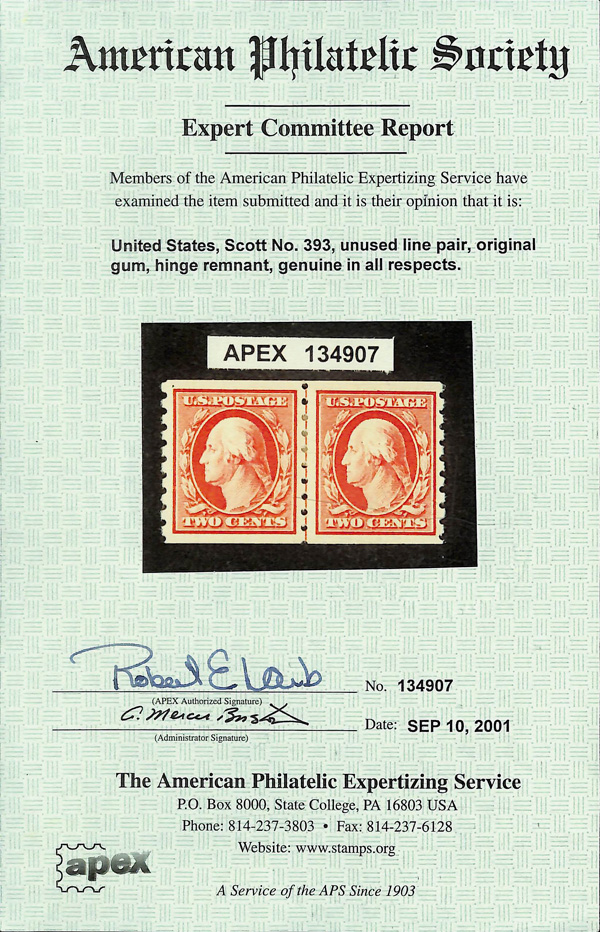 American Philatelic Society
Expert Committee Report
Members of the American Philatelic Expertizing Service have
examined the item submitted and it is their opinion that it is:
United States, Scott No. 393, unused line pair, original
gum, hinge remnant, genuine in all respects.
APEX 134907
U.S.POSTAGE
TWO CENTS
U.S.POSTAGE
TWO CENTS
Robert E Lamb
No. 134907
(APEX Authorized Signature)
Date: SEP 10, 2001
(Administrator Signature)
The American Philatelic Expertizing Service
P.O. Box 8000, State College, PA 16803 USA
Phone: 814-237-3803 • Fax: 814-237-6128
Website: www.stamps.org
apex
A Service of the APS Since 1903